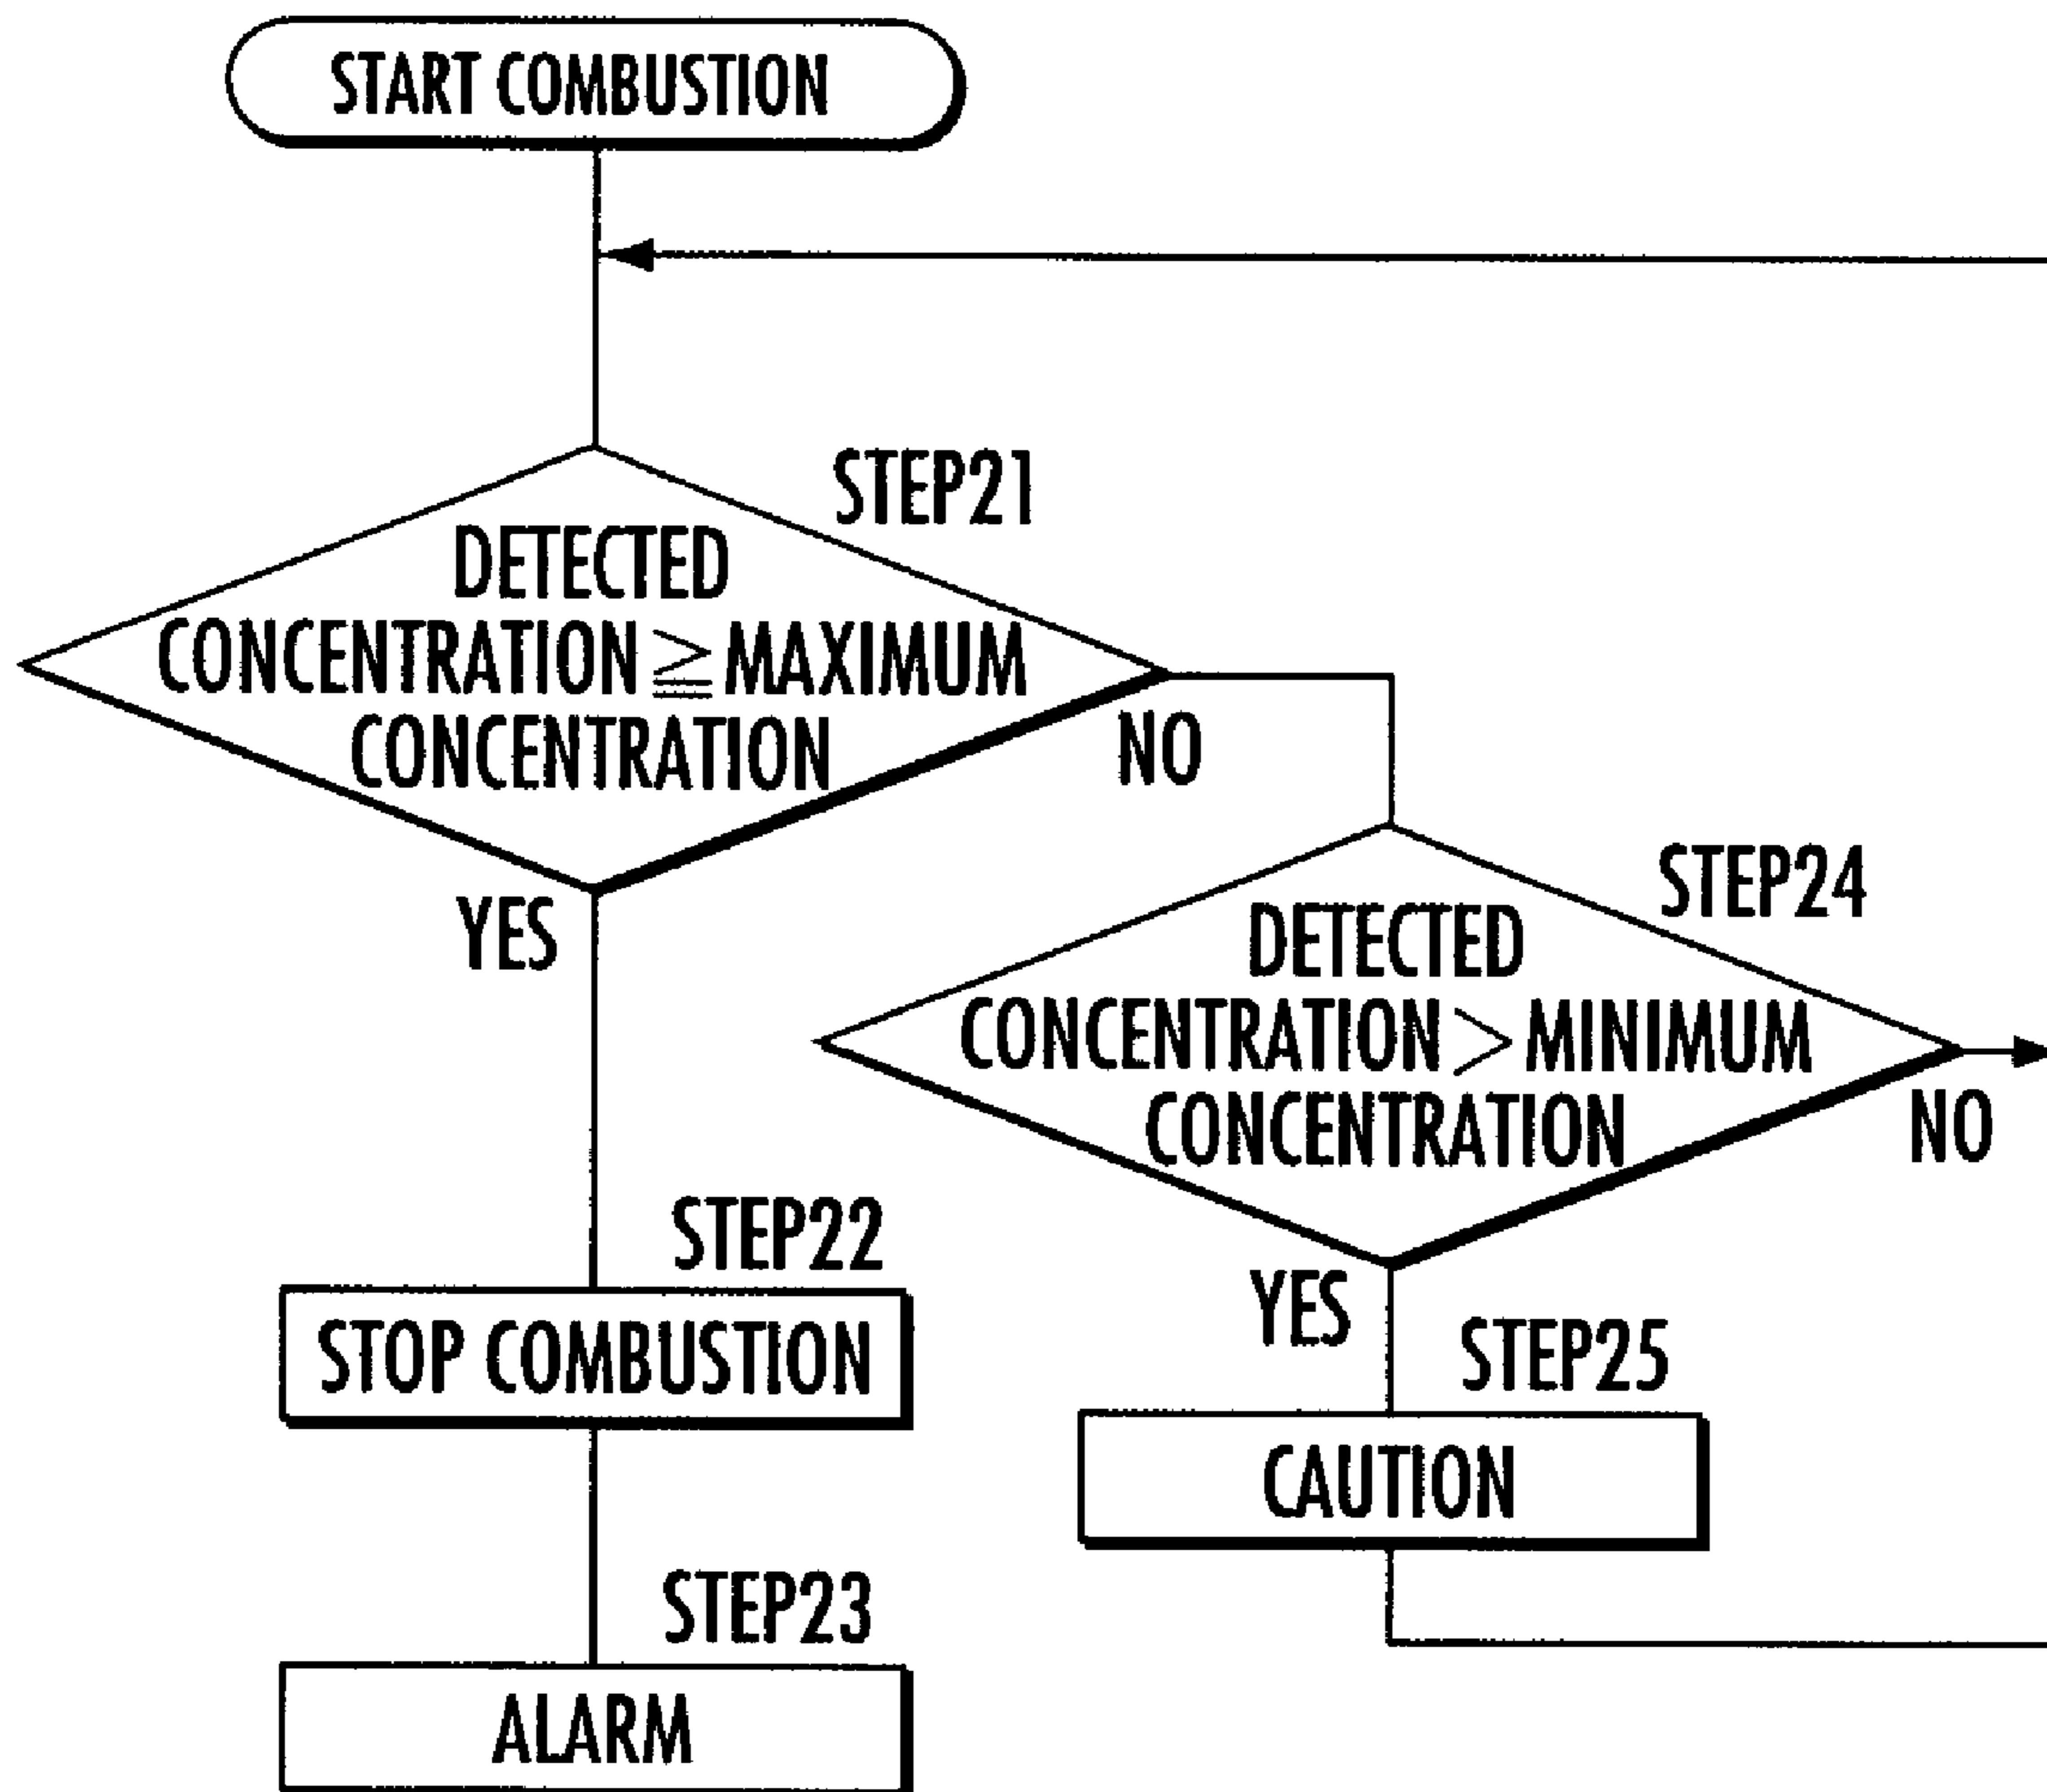 START COMBUSTION
STEP21
DETECTED
CONCENTRATION ≧ MAXIMUM
CONCENTRATION
NO
YES
STEP24
DETECTED
CONCENTRATION > MINIMUM
CONCENTRATION
NO
YES
STEP22
STOP COMBUSTION
STEP25
CAUTION
STEP23
ALARM